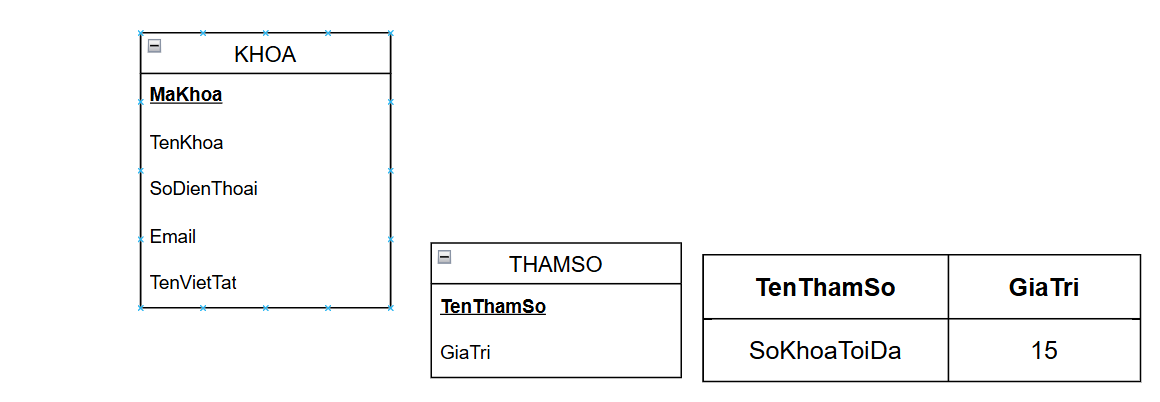 KHOA
MaKhoa
TenKhoa
SoDienThoai
Email
TenVietTat
THAMSO
TenThamSo
GiaTri
TenThamSo GiaTri
SoKhoaToiDa 15